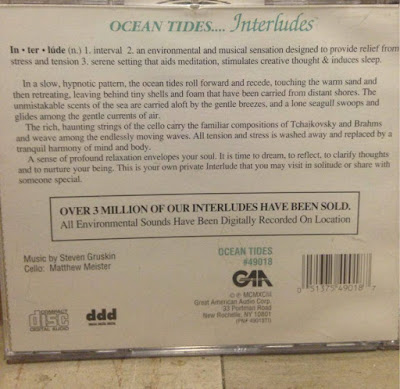 OCEAN TIDES.... Interludes
In • ter • lude (n.) 1. interval 2. an environmental and musical sensation designed to provide relief from
stress and tension 3. serene setting that aids meditation, stimulates creative thought & induces sleep.
In a slow, hypnotic pattern, the ocean tides roll forward and recede, touching the warm sand and
then retreating, leaving behind tiny shells and foam that have been carried from distant shores. The
unmistakable scents of the sea are carried aloft by the gentle breezes, and a lone seagull swoops and
glides among the gentle currents of air.
The rich, haunting strings of the cello carry the familiar compositions of Tchaikovsky and Brahms
and weave among the endlessly moving waves. All tension and stress is washed away and replaced by a
tranquil harmony of mind and body.
A sense of profound relaxation envelopes your soul. It is time to dream, to reflect, to clarify thoughts
and to nurture your being. This is your own private Interlude that you may visit in solitude or share with
someone special.
OVER 3 MILLION OF OUR INTERLUDES HAVE BEEN SOLD.
All Environmental Sounds Have Been Digitally Recorded On Location
Music by Steven Gruskin
Cello: Matthew Meister
OCEAN TIDES
#49018
GAA
Great American Audio Corp.
33 Portman Road
New Rochelle, NY 10801
COMPACT
disc
DIGITAL AUDIO
ddd
0 51375 49018 7